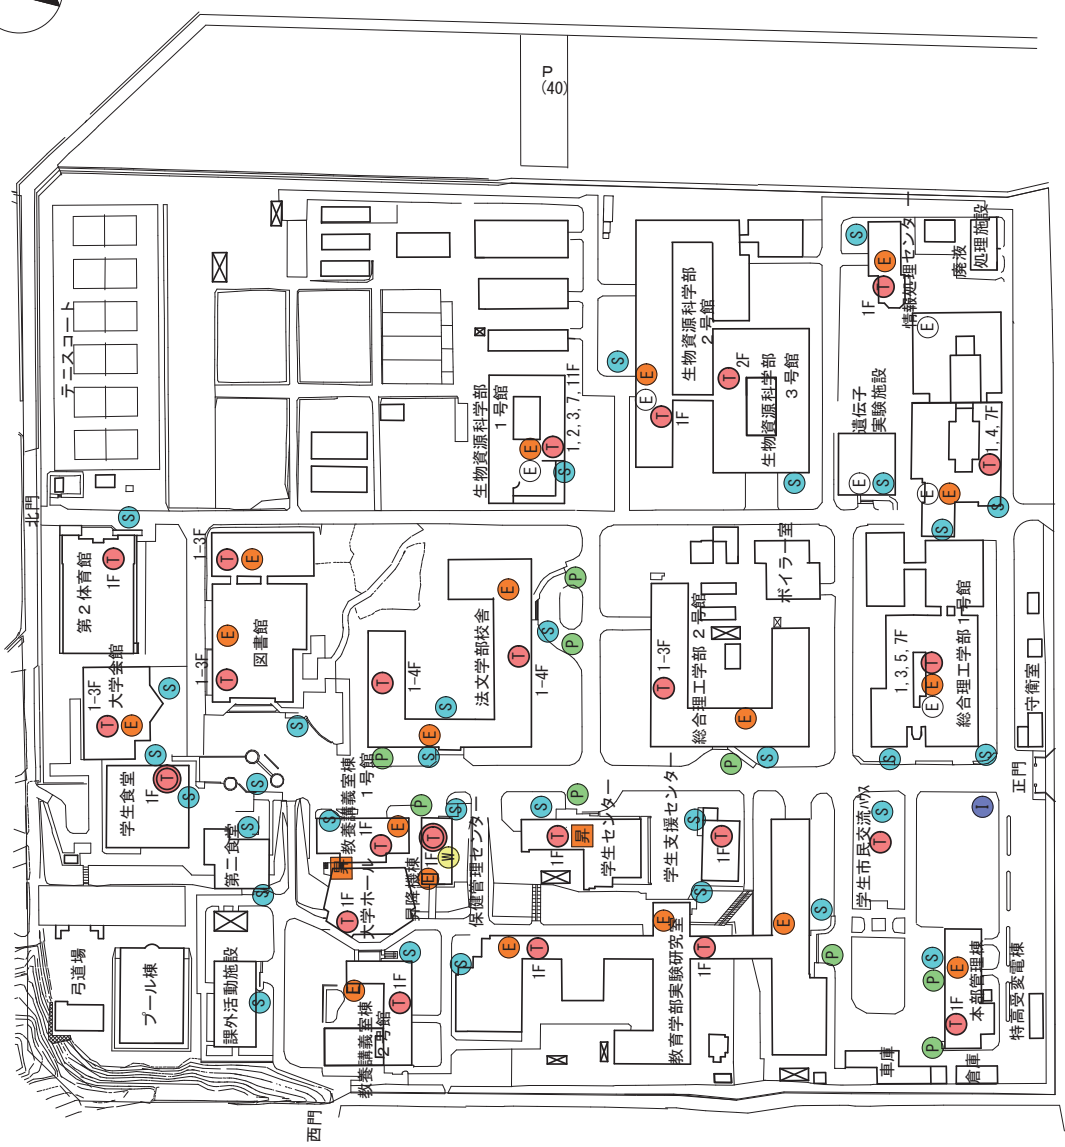 P
(40)
テニスコート
北門
第２体育館
1F
T
S
1-3F
大学会館
T
E
S
1-3F
T
E
1-3F
T
E
図書館
S
学生食堂
1F
T
S
S
第二食堂
S
S
S
弓道場
プール棟
課外活動施設
S
西門
生物資源科学部
１号館
1, 2, 3, 7, 11F
E
E
T
S
法文学部校舎
1-4F
1-4F
T
T
E
E
S
S
S
P
P
P
教養講義室棟
１号館
1F
T
E
S
昇
大学ホール
1F
T
昇降機棟
1F
E
T
W
P
S
保健管理センター
教養講義室棟
２号館
1F
E
T
S
生物資源科学部
２号館
1F
S
E
E
T
生物資源科学部
３号館
2F
T
S
総合理工学部２号館
1-3F
T
E
P
S
ボイラー室
学生センター
1F
T
昇
S
P
学生支援センター
1F
T
S
S
教育学部実験研究室
1F
1F
S
E
T
E
T
E
S
P
情報処理センター
1F
S
E
T
廃液
処理施設
遺伝子
実験施設
E
S
E
1, 4, 7F
E
E
T
S
S
総合理工学部1号館
1, 3, 5, 7F
E
E
T
S
S
守衛室
正門
学生市民交流ハウス
T
S
I
本部管理棟
1F
S
P
E
T
P
特高受変電棟
車庫
倉庫